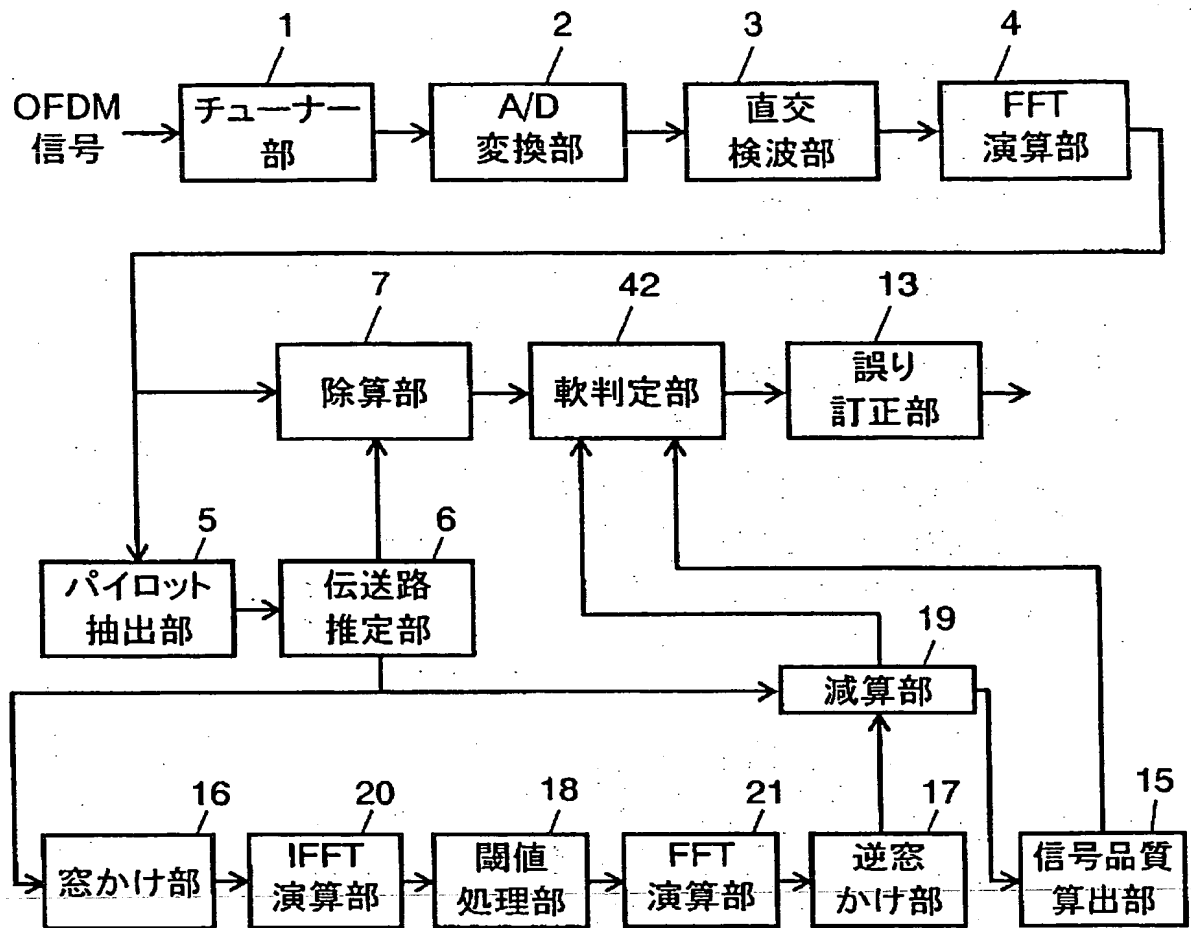 1
2
3
4
OFDM
信号
チューナー
部
A/D
変換部
直交
検波部
FFT
演算部
7
42
13
除算部
軟判定部
誤り
訂正部
5
6
パイロット
抽出部
伝送路
推定部
19
減算部
16
20
18
21
17
15
窓かけ部
IFFT
演算部
閾値
処理部
FFT
演算部
逆窓
かけ部
信号品質
算出部